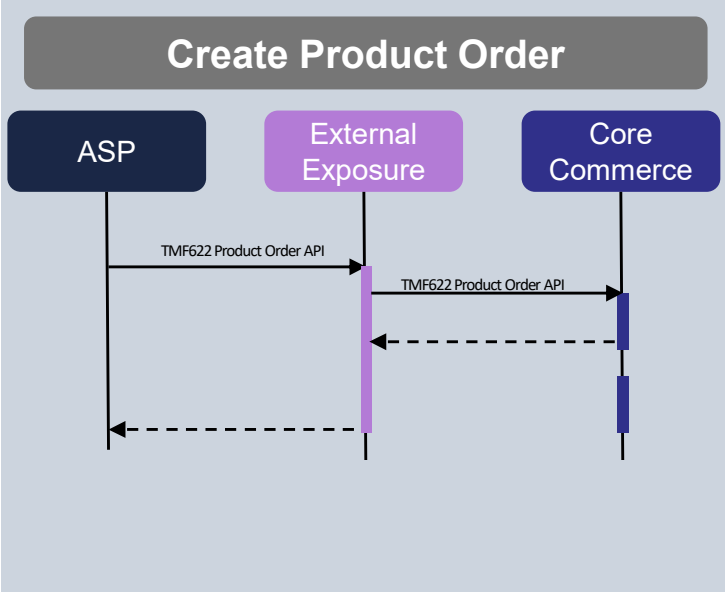 Create Product Order
ASP
External
Exposure
Core
Commerce
TMF622 Product Order API
TMF622 Product Order API